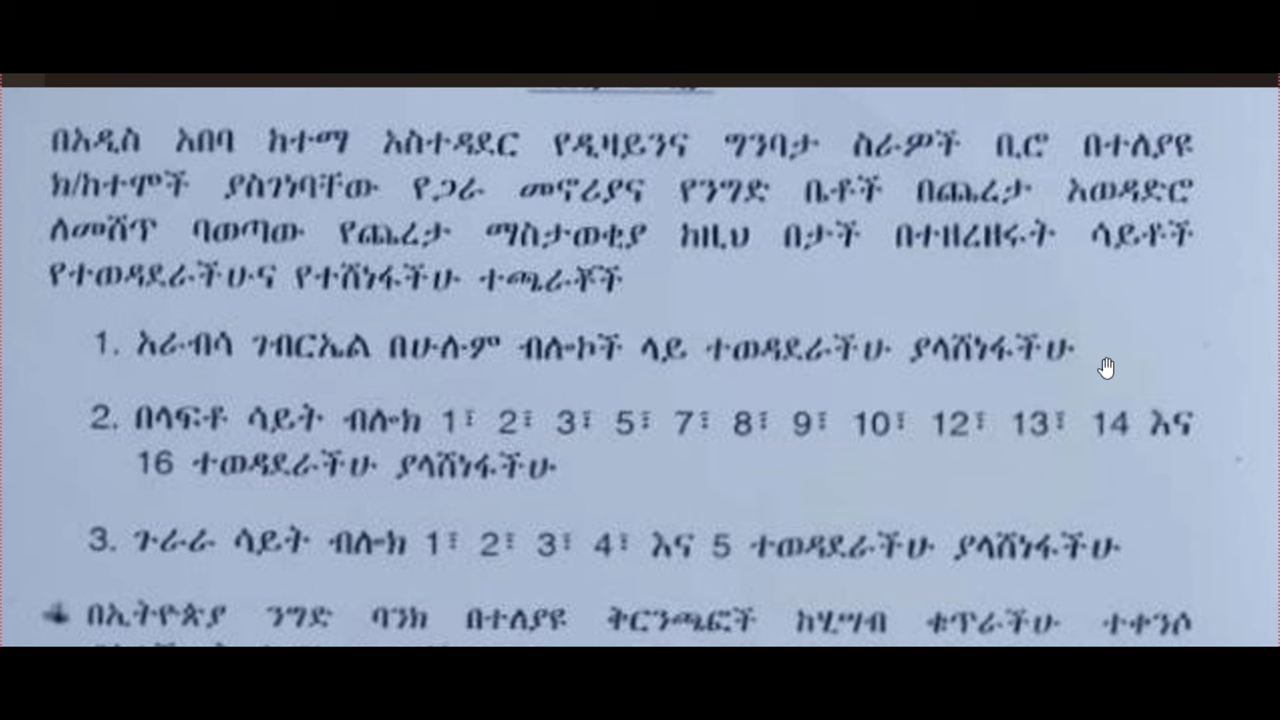 በአዲስ አበባ ከተማ አስተዳደር የዲዛይንና ግንባታ ስራዎች ቢሮ በተለያዩ
ክ/ከተሞች ያስገነባቸው የጋራ መኖሪያና የንግድ ቤቶች በጨረታ አወዳድሮ
ለመሸጥ ባወጣው የጨረታ ማስታወቂያ ከዚህ በታች በተዘረዘሩት ሳይቶች
የተወዳደራችሁና የተሸነፋችሁ ተጫራቾች
1. አራብሳ ገብርኤል በሁሉም ብሎኮች ላይ ተወዳደራችሁ ያላሸነፋችሁ
2. በላፍቶ ሳይት ብሎክ 1፣ 2፣ 3፣ 5፣ 7፣ 8፣ 9፣ 10፣ 12፣ 13፣ 14 እና
16 ተወዳደራችሁ ያላሸነፋችሁ
3. ጉራራ ሳይት ብሎክ 1፣ 2፣ 3፣ 4፣ እና 5 ተወዳደራችሁ ያላሸነፋችሁ
በኢትዮጵያ ንግድ ባንክ በተለያዩ ቅርንጫፎች ከሂሣብ ቁጥራችሁ ተቀንሶ